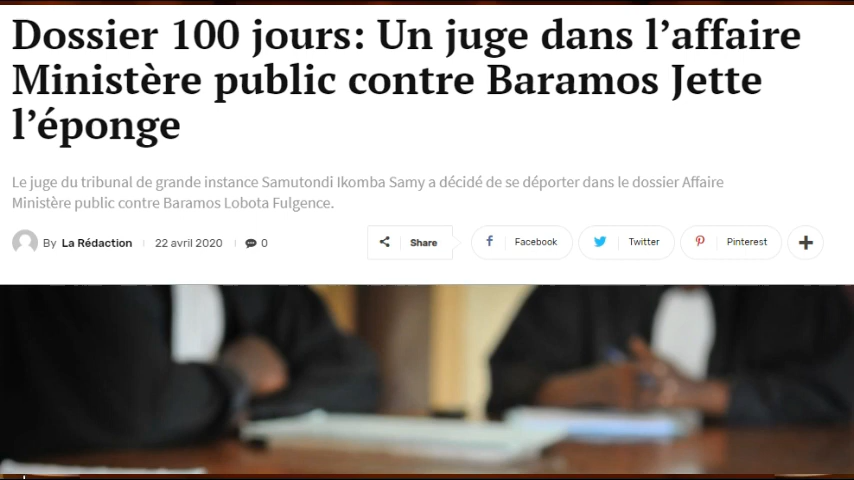 Dossier 100 jours: Un juge dans l’affaire
Ministère public contre Baramos Jette
l’éponge
Le juge du tribunal de grande instance Samutondi Ikomba Samy a décidé de se déporter dans le dossier Affaire
Ministère public contre Baramos Lobota Fulgence.
By La Rédaction 22 avril 2020 0 Share Facebook Twitter Pinterest